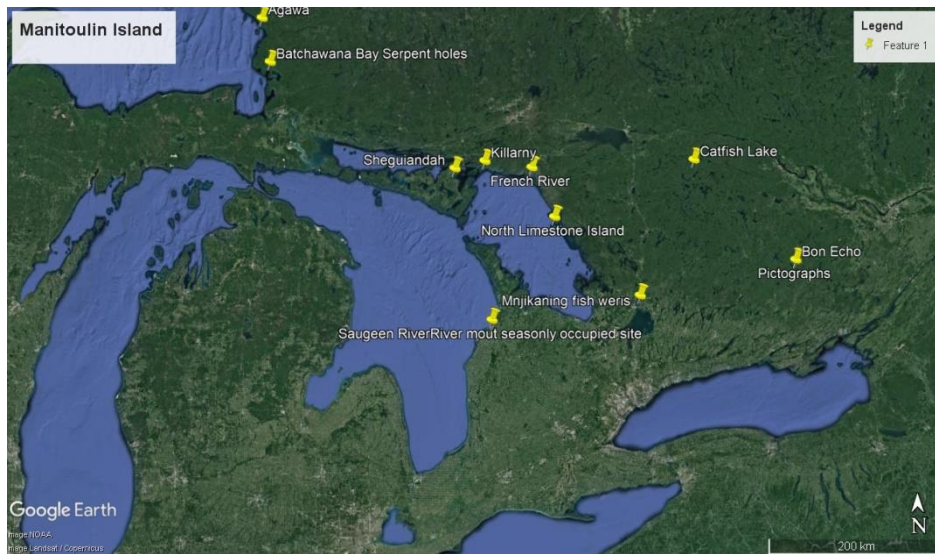 Agawa
Manitoulin Island
Legend
Feature 1
Batchawana Bay Serpent holes
Killarny
Sheguiandah
Catfish Lake
French River
North Limestone Island
Bon Echo
Pictographs
Mnjikaning fish weris
Saugeen RiverRiver mout seasonly occupied site
Google Earth
Image NOAA
Image Landsat / Copernicus
N
200 km